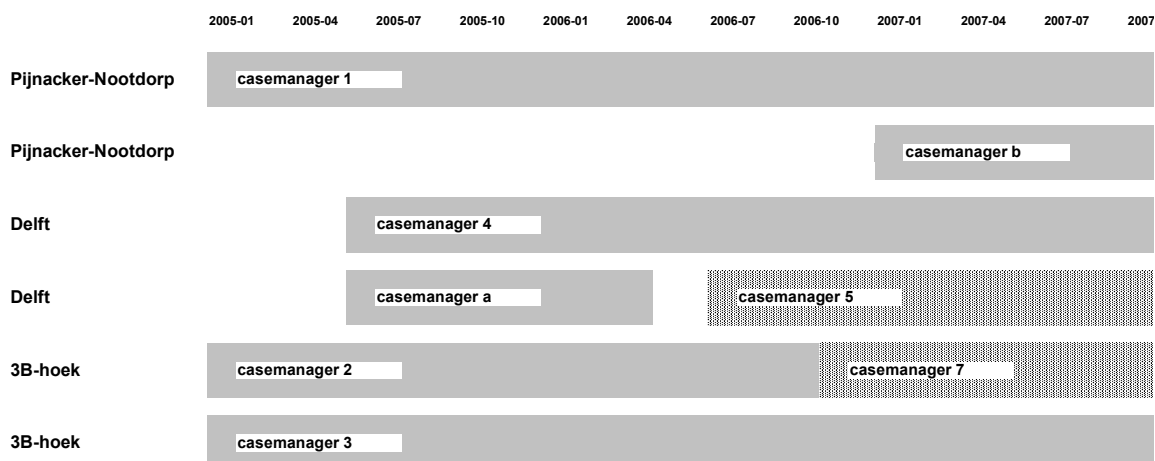 2005-01 2005-04 2005-07 2005-10 2006-01 2006-04 2006-07 2006-10 2007-01 2007-04 2007-07 2007
Pijnacker-Nootdorp casemanager 1
Pijnacker-Nootdorp casemanager b
Delft casemanager 4
Delft casemanager a casemanager 5
3B-hoek casemanager 2 casemanager 7
3B-hoek casemanager 3